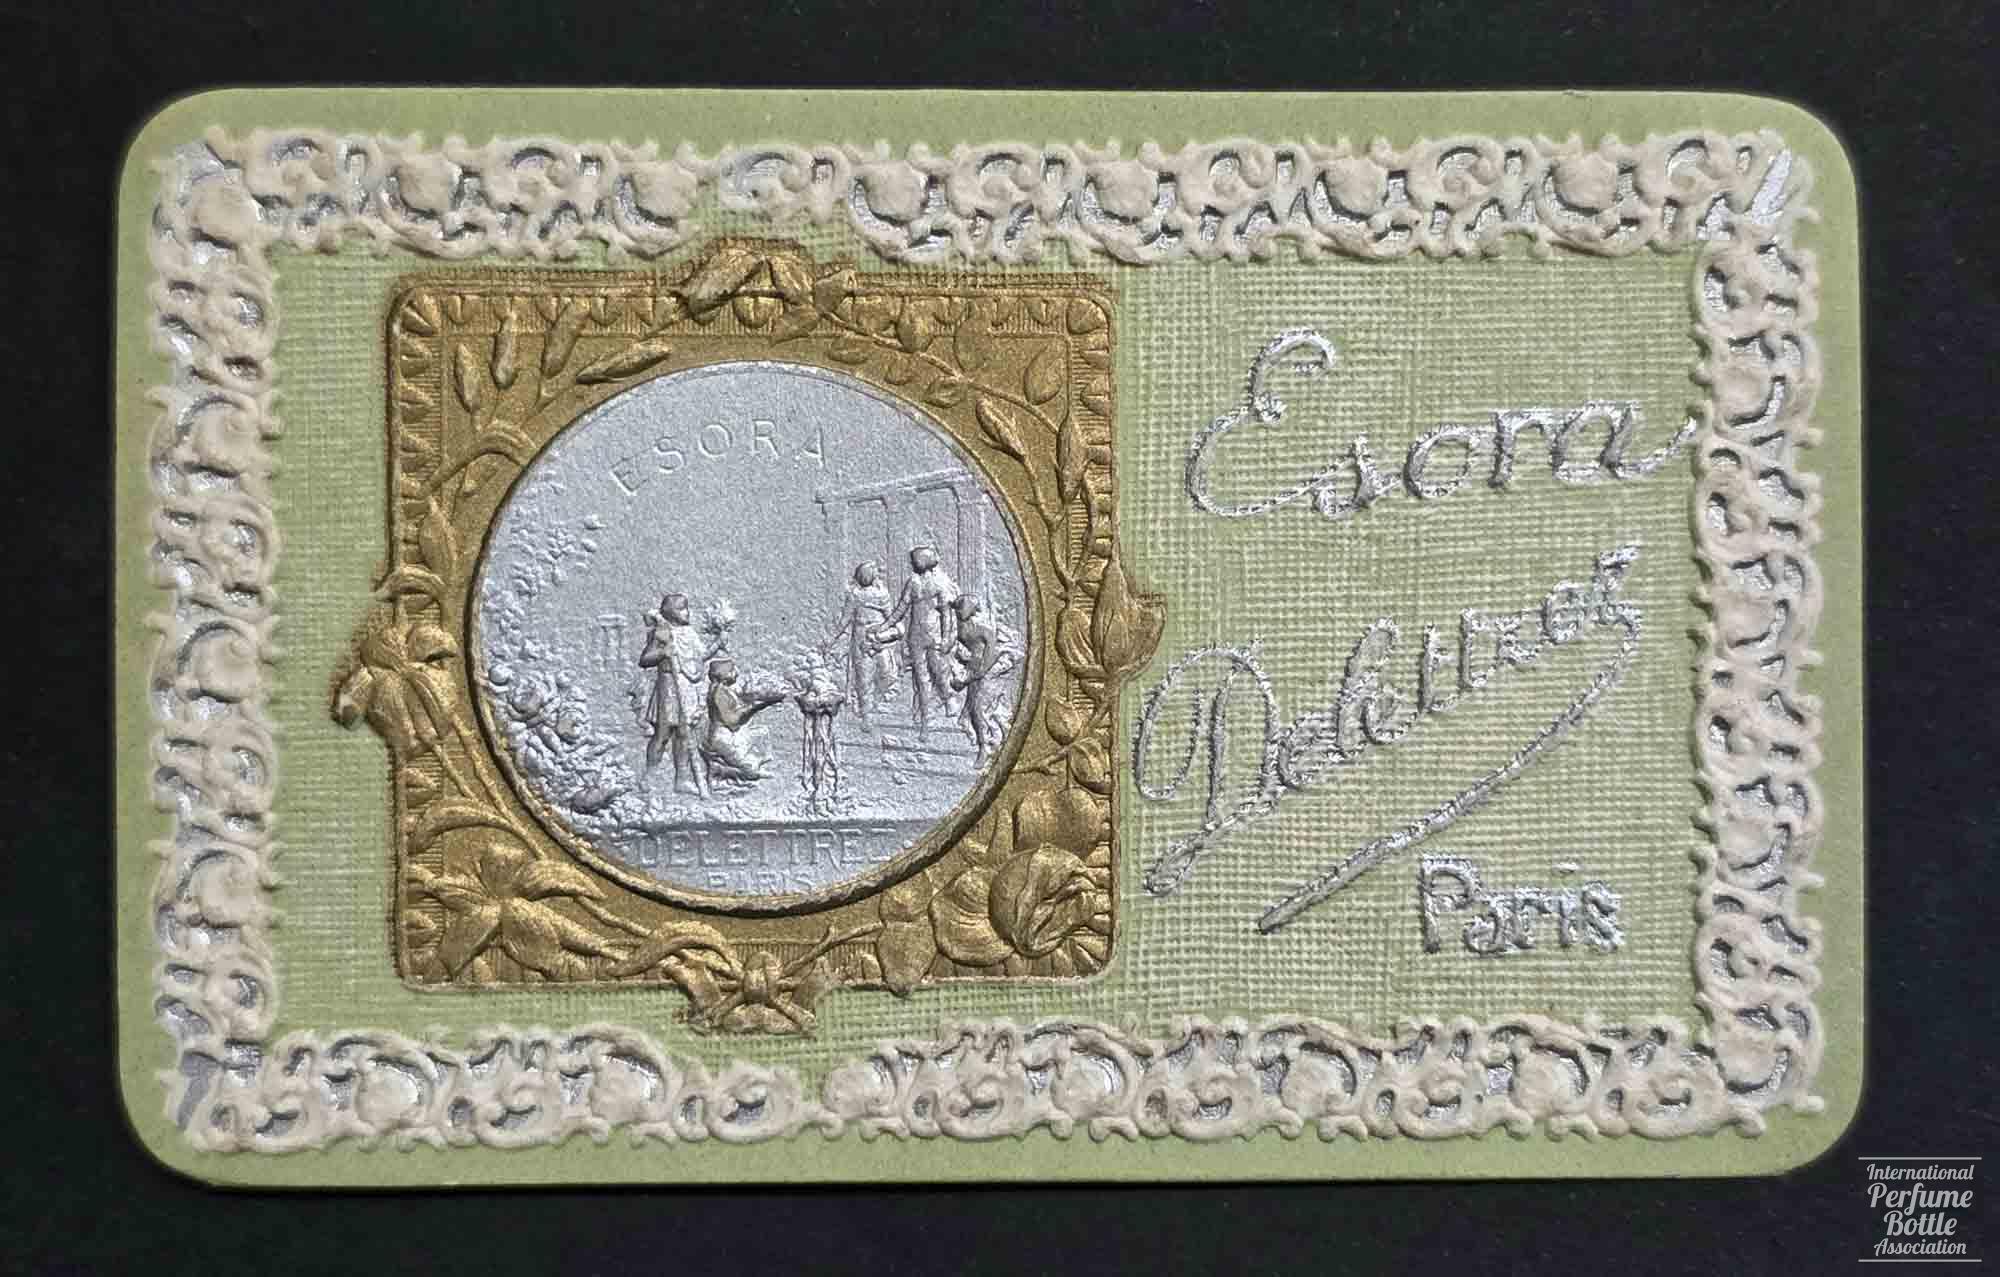 ESORA
DELETTREZ
PARIS
Esora
Delettrez
Paris
International
Perfume
Bottle
Association